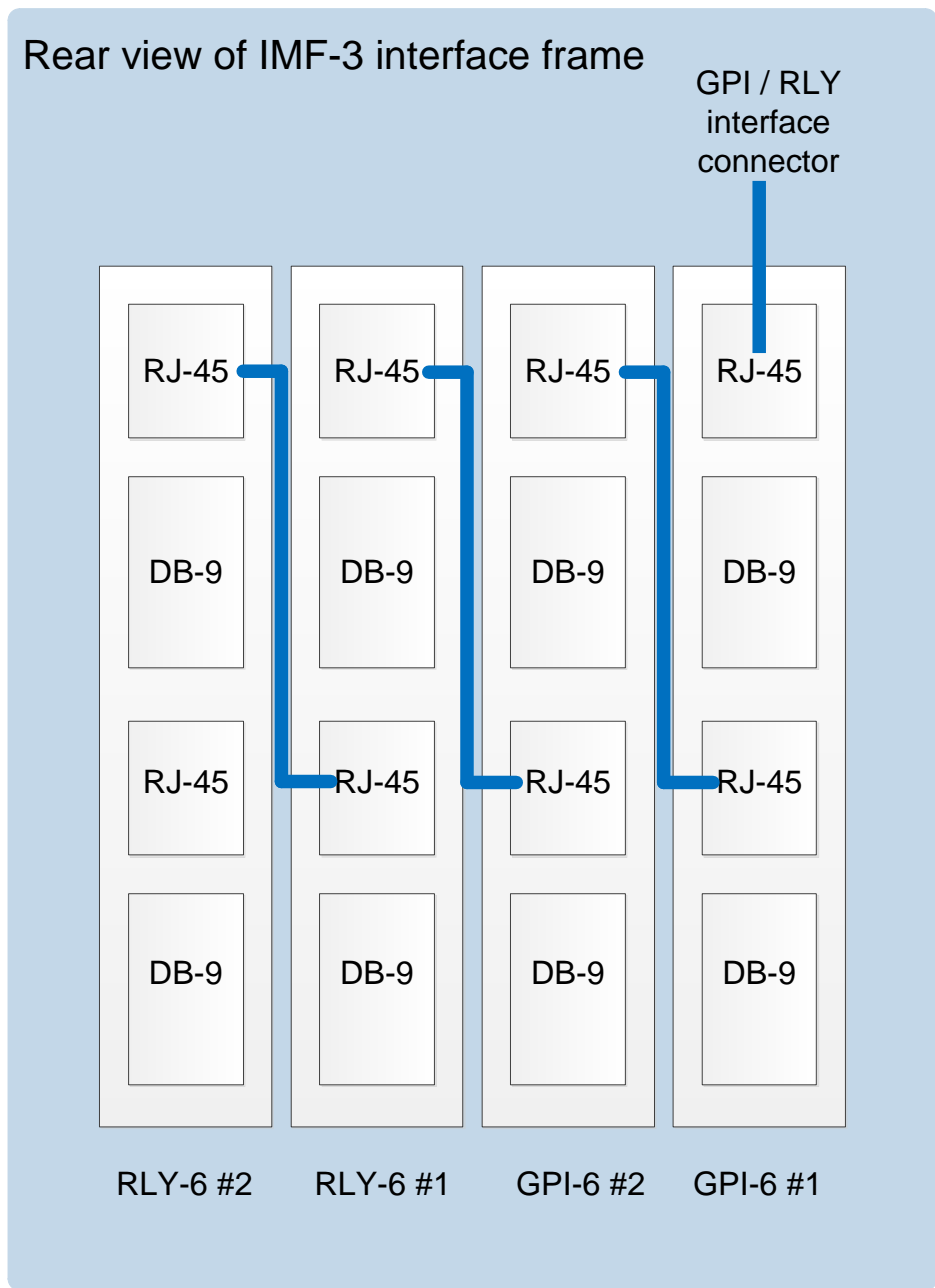 Rear view of IMF-3 interface frame
GPI / RLY
interface
connector
RJ-45 RJ-45 RJ-45 RJ-45
DB-9 DB-9 DB-9 DB-9
RJ-45 RJ-45 RJ-45 RJ-45
DB-9 DB-9 DB-9 DB-9
RLY-6 #2 RLY-6 #1 GPI-6 #2 GPI-6 #1